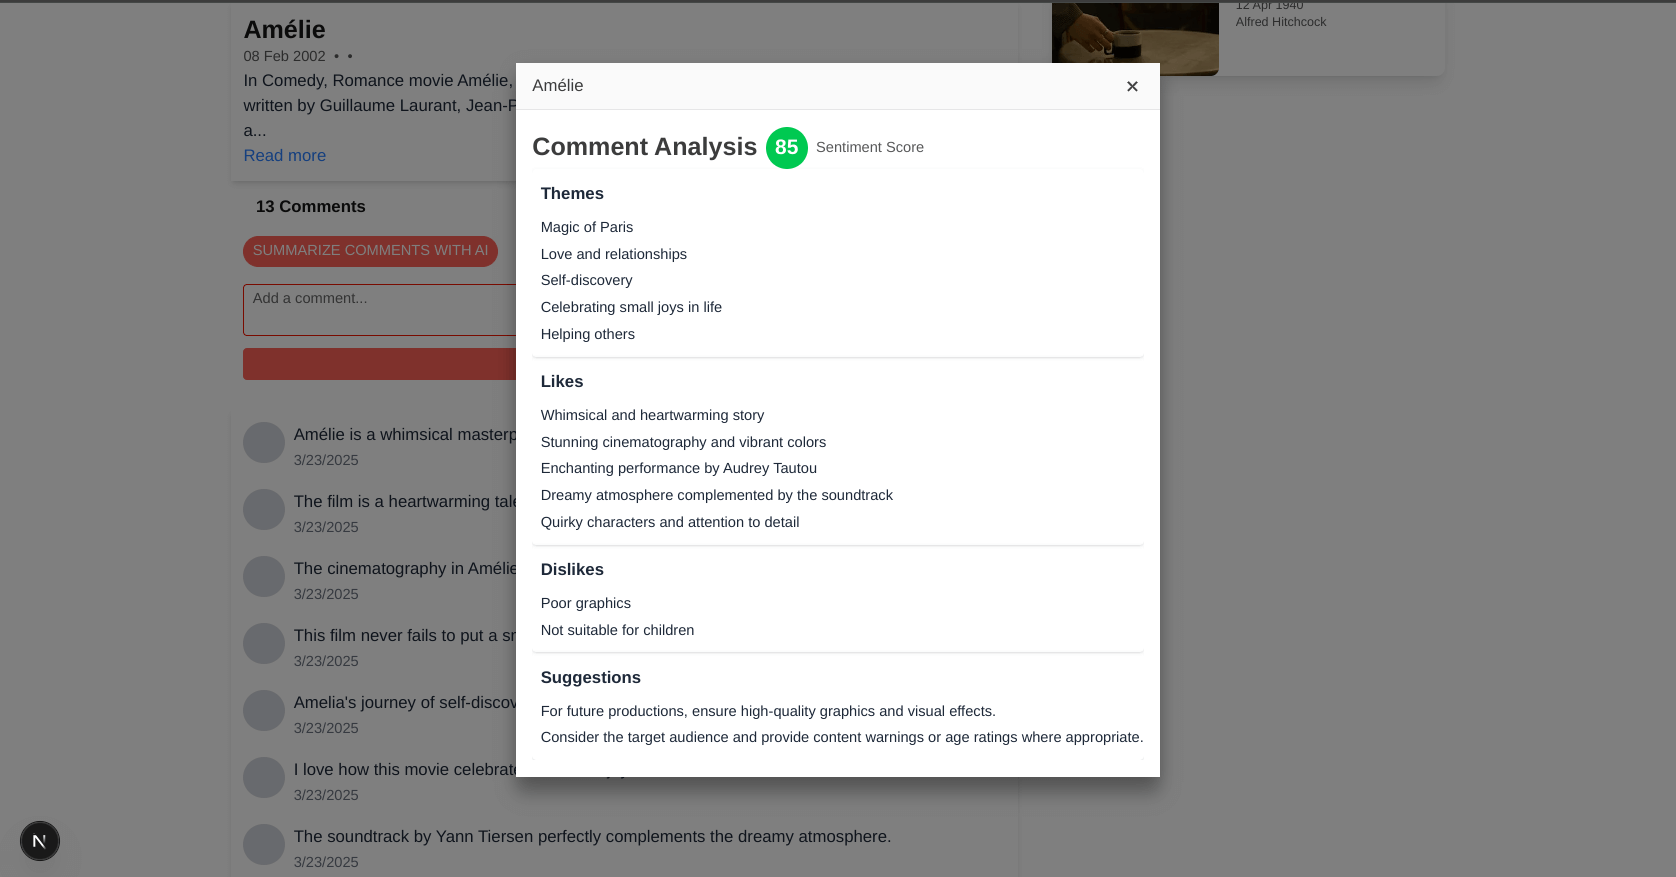 Amélie
08 Feb 2002 • •
In Comedy, Romance movie Amélie,
written by Guillaume Laurant, Jean-P
a...
Read more
13 Comments
SUMMARIZE COMMENTS WITH AI
Add a comment...
Amélie is a whimsical
3/23/2025
The film is a heartwarming tale
3/23/2025
The cinematography in Amélie
3/23/2025
This film never fails to put a
3/23/2025
Amelia's journey of
3/23/2025
I love how this movie
3/23/2025
The soundtrack by Yann Tiersen perfectly complements the dreamy atmosphere.
3/23/2025
N
12 Apr 1940
Alfred Hitchcock
Amélie
×
Comment Analysis 85 Sentiment Score
Themes
Magic of Paris
Love and relationships
Self-discovery
Celebrating small joys in life
Helping others
Likes
Whimsical and heartwarming story
Stunning cinematography and vibrant colors
Enchanting performance by Audrey Tautou
Dreamy atmosphere complemented by the soundtrack
Quirky characters and attention to detail
Dislikes
Poor graphics
Not suitable for children
Suggestions
For future productions, ensure high-quality graphics and visual effects.
Consider the target audience and provide content warnings or age ratings where appropriate.